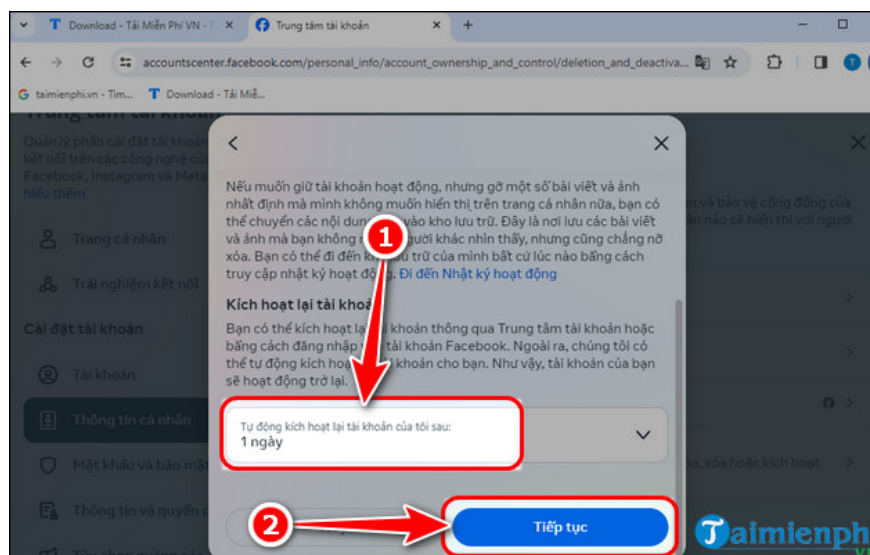 Download - Tải Miễn Phí VN -
Trung tâm tài khoản
accountscenter.facebook.com/personal_info/account_ownership_and_control/deletion_and_deactiva...
taimienphi.vn - Tìm...
Download - Tải Miễ...
Trung tâm tài khoản
Quản lý phần cài đặt tài khoản
kết nối trên các công nghệ của
Facebook, Instagram và Meta
hiểu thêm
Trang cá nhân
Trải nghiệm kết nối
Cài đặt tài khoản
Tài khoản
Thông tin cá nhân
Mật khẩu và bảo mật
Thông tin và quyền
Nếu muốn giữ tài khoản hoạt động, nhưng gỡ một số bài viết và ảnh
nhất định mà mình không muốn hiển thị trên trang cá nhân nữa, bạn có
thể chuyển các nội dung vào kho lưu trữ. Đây là nơi lưu các bài viết
và ảnh mà bạn không người khác nhìn thấy, nhưng cũng chẳng nỡ
xóa. Bạn có thể đi đến kho lưu trữ của mình bất cứ lúc nào bằng cách
truy cập nhật ký hoạt động. Đi đến Nhật ký hoạt động
Kích hoạt lại tài khoản
Bạn có thể kích hoạt lại tài khoản thông qua Trung tâm tài khoản hoặc
bằng cách đăng nhập vào tài khoản Facebook. Ngoài ra, chúng tôi có
thể tự động kích hoạt lại tài khoản cho bạn. Như vậy, tài khoản của bạn
sẽ hoạt động trở lại.
Tự động kích hoạt lại tài khoản của tôi sau:
1 ngày
Tiếp tục
1
2
và bảo vệ cộng đồng của
nào sẽ hiển thị với người
xóa hoặc kích hoạt
Taimienph